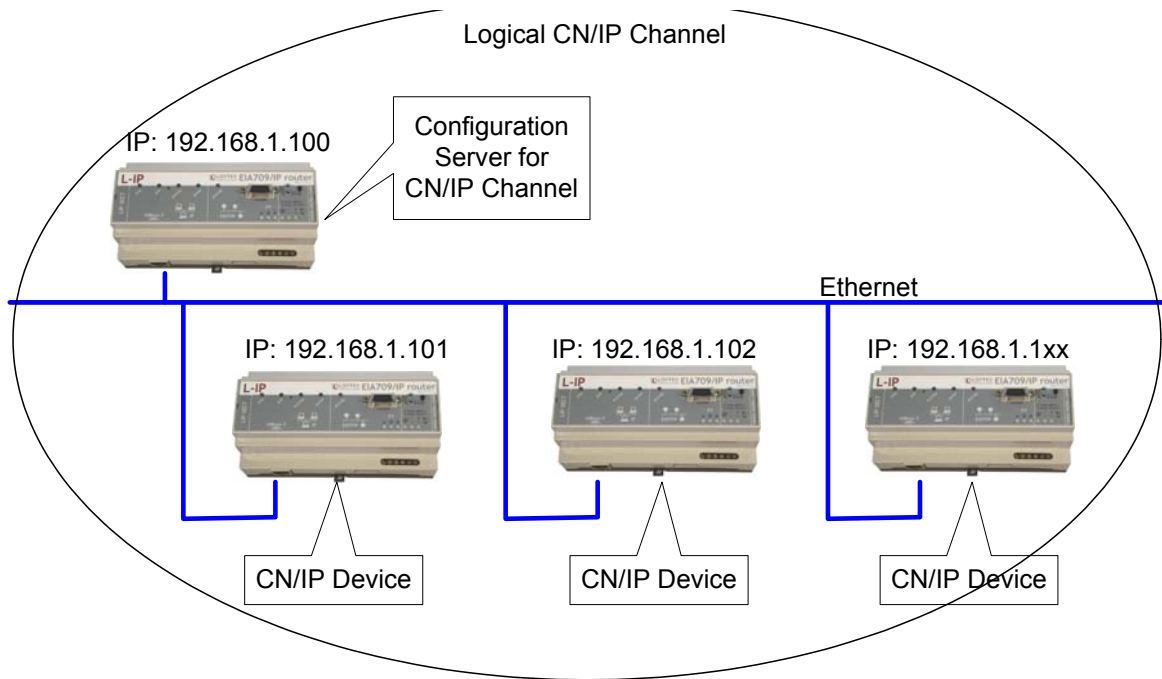 Logical CN/IP Channel
IP: 192.168.1.100
Configuration
Server for
CN/IP Channel
L-IP
EIA709/IP router
Ethernet
IP: 192.168.1.101
IP: 192.168.1.102
IP: 192.168.1.1xx
L-IP
EIA709/IP router
L-IP
EIA709/IP router
L-IP
EIA709/IP router
CN/IP Device
CN/IP Device
CN/IP Device